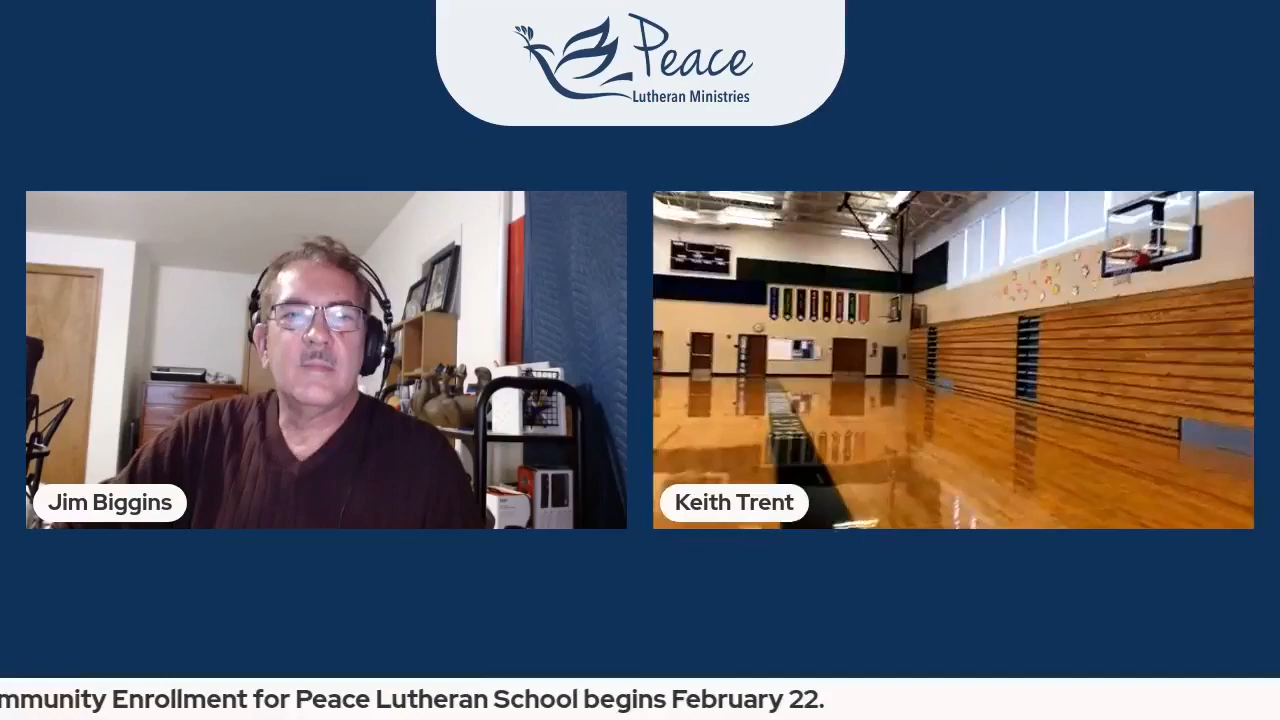 Peace
Lutheran Ministries
Jim Biggins
Keith Trent
mmunity Enrollment for Peace Lutheran School begins February 22.